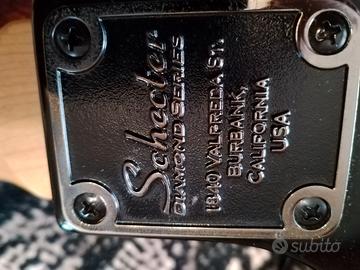 Schecter
DIAMOND SERIES
1840 VALPREDA ST.
BURBANK,
CALIFORNIA
USA
subito